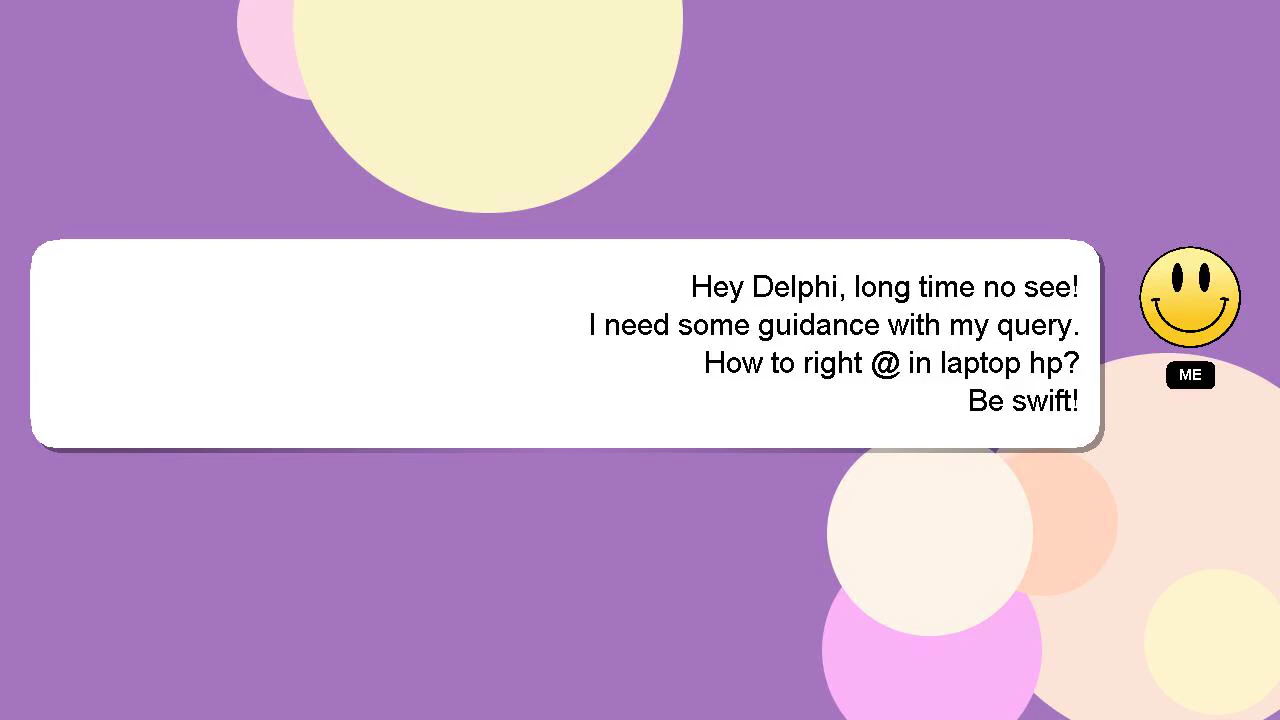 Hey Delphi, long time no see!
I need some guidance with my query.
How to right @ in laptop hp?
Be swift!
ME